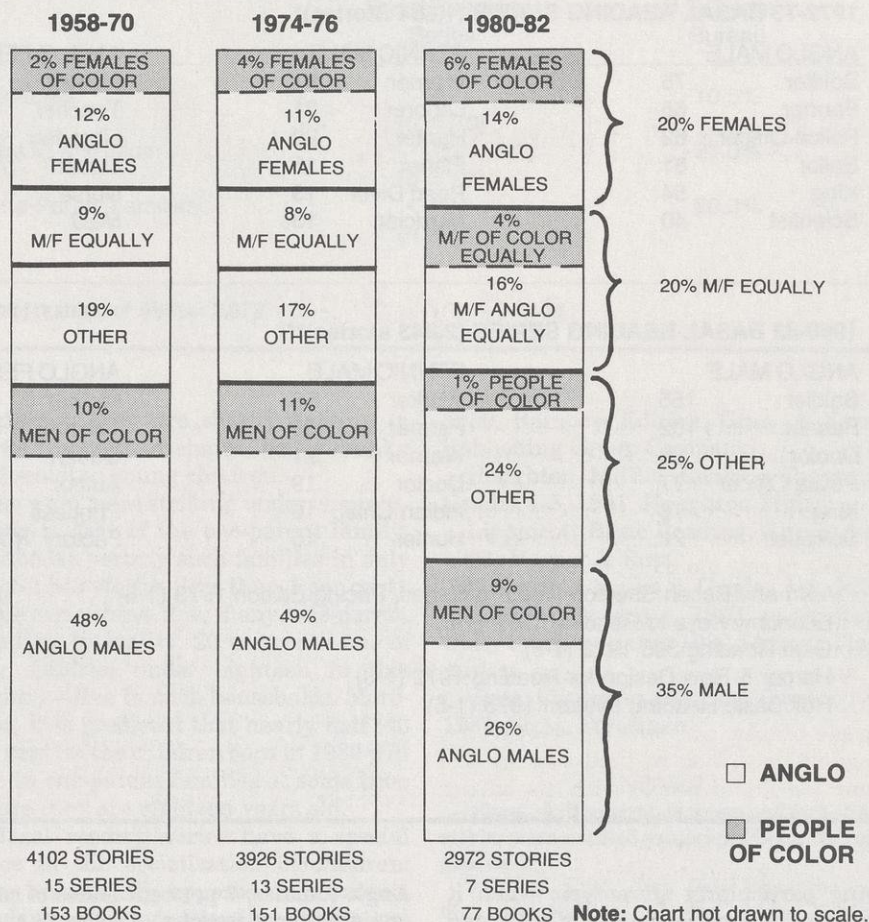 1958-70
2% FEMALES
OF COLOR
12%
ANGLO
FEMALES
9%
M/F EQUALLY
19%
OTHER
10%
MEN OF COLOR
48%
ANGLO MALES
4102 STORIES
15 SERIES
153 BOOKS
1974-76
4% FEMALES
OF COLOR
11%
ANGLO
FEMALES
8%
M/F EQUALLY
17%
OTHER
11%
MEN OF COLOR
49%
ANGLO MALES
3926 STORIES
13 SERIES
151 BOOKS
1980-82
6% FEMALES
OF COLOR
14%
ANGLO
FEMALES
4%
M/F OF COLOR
EQUALLY
16%
M/F ANGLO
EQUALLY
1% PEOPLE
OF COLOR
24%
OTHER
9%
MEN OF COLOR
26%
ANGLO MALES
2972 STORIES
7 SERIES
77 BOOKS
20% FEMALES
20% M/F EQUALLY
25% OTHER
35% MALE
ANGLO
PEOPLE
OF COLOR
Note: Chart not drawn to scale.